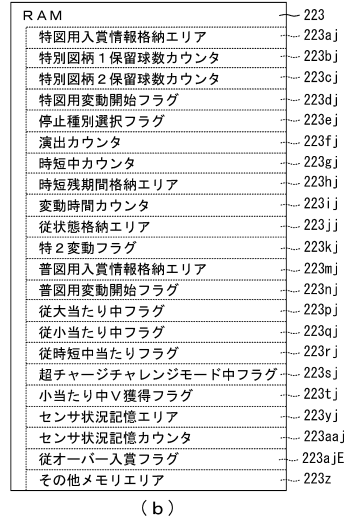 RAM 223
特図用入賞情報格納エリア 223aj
特別図柄1保留球数カウンタ 223bj
特別図柄2保留球数カウンタ 223cj
特図用変動開始フラグ 223dj
停止種別選択フラグ 223ej
演出カウンタ 223fj
時短中カウンタ 223gj
時短残期間格納エリア 223hj
変動時間カウンタ 223ij
従状態格納エリア 223jj
特2変動フラグ 223kj
普図用入賞情報格納エリア 223mj
普図用変動開始フラグ 223nj
従大当たり中フラグ 223pj
従小当たり中フラグ 223qj
従時短中当たりフラグ 223rj
超チャージチャレンジモード中フラグ 223sj
小当たり中V獲得フラグ 223tj
センサ状況記憶エリア 223yj
センサ状況記憶カウンタ 223aaj
従オーバー入賞フラグ 223ajE
その他メモリエリア 223z
(b)